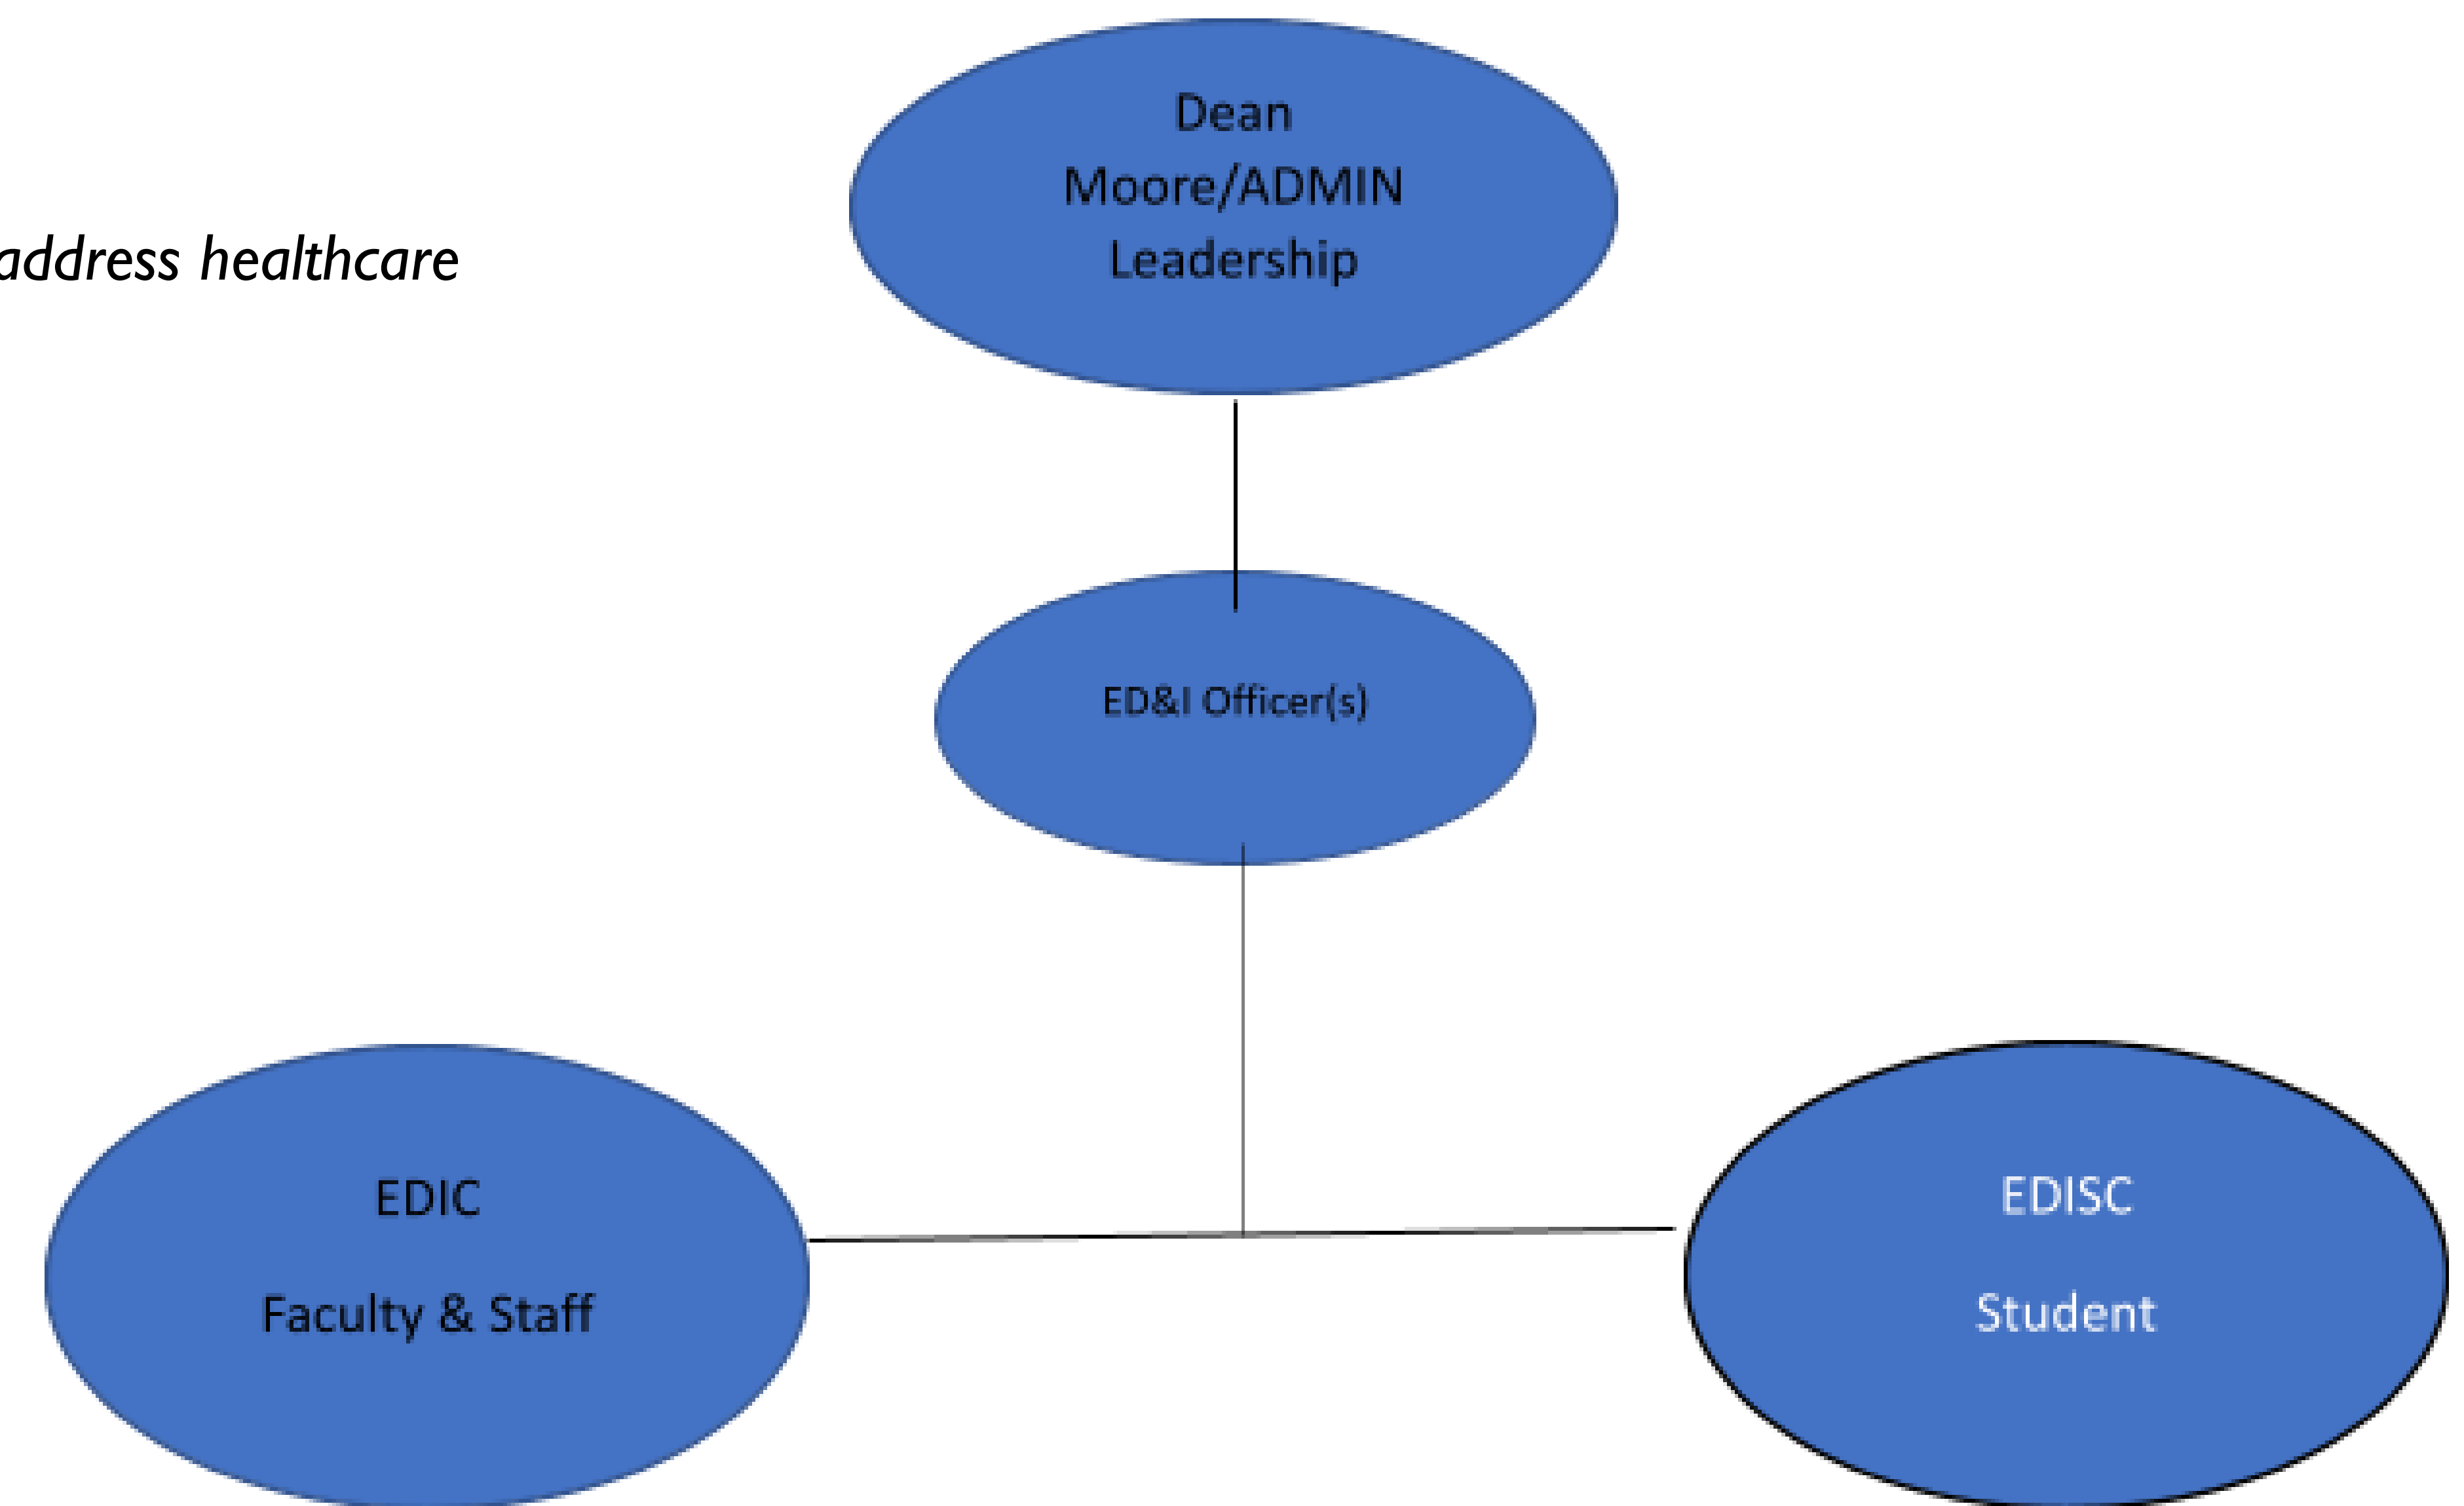 Dean
Moore/ADMIN
Leadership
address healthcare
ED&I Officer(s)
EDIC
Faculty & Staff
EDISC
Student